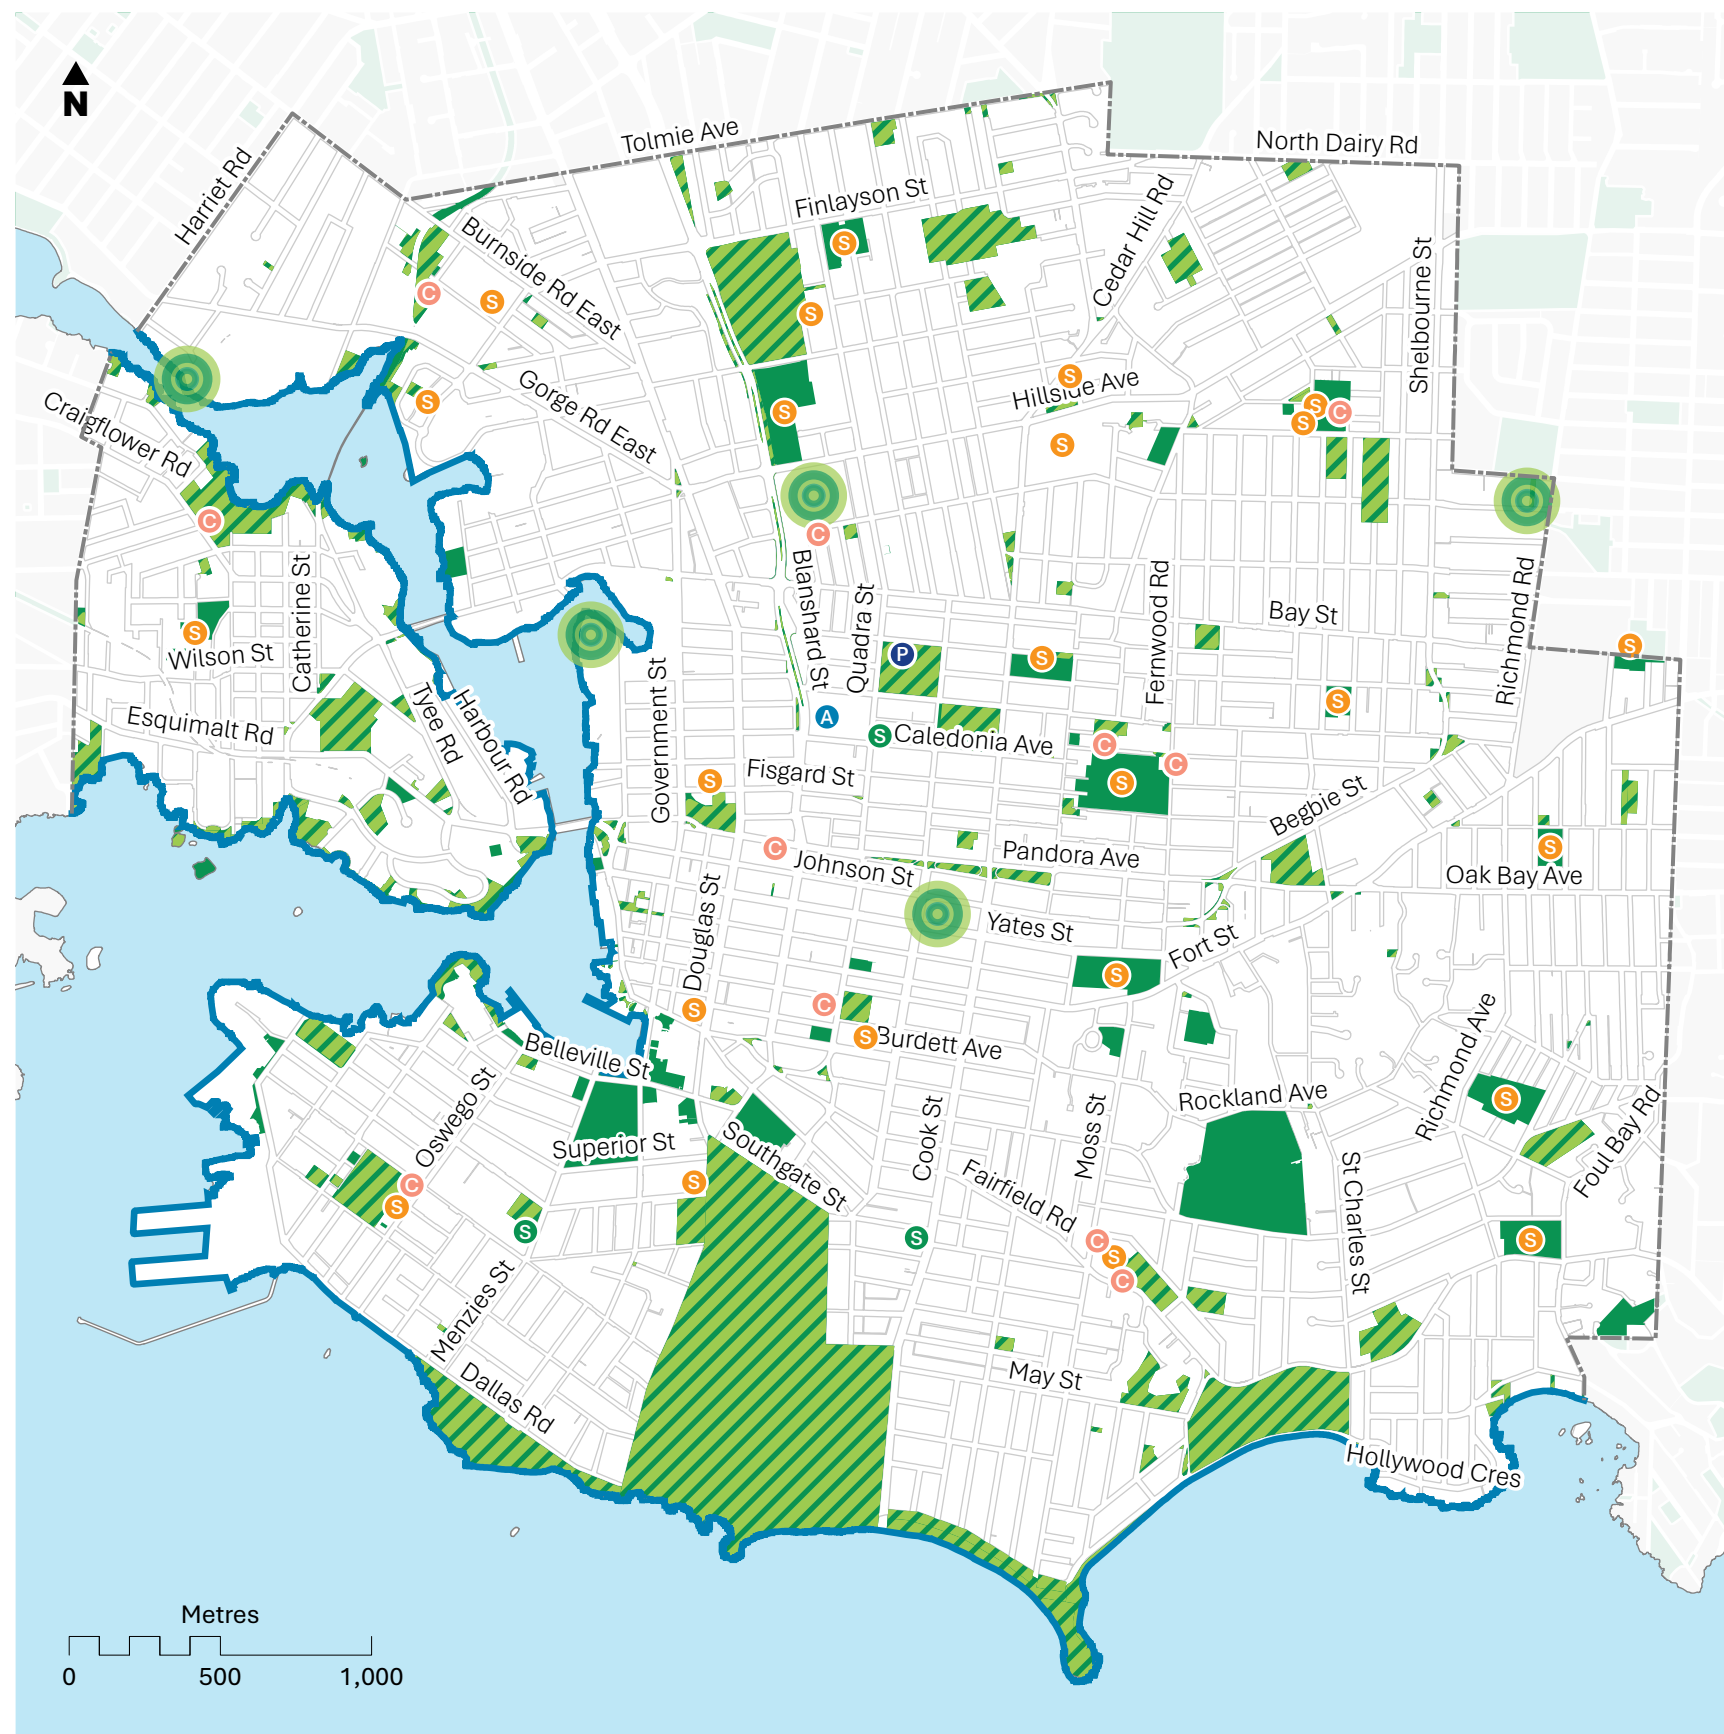 N
Tolmie Ave
North Dairy Rd
Harriet Rd
Finlayson St
Cedar Hill Rd
Burnside Rd East
S
S
C
S
S
Shelbourne St
Gorge Rd East
Hillside Ave
S
S
S
S
S
C
S
Craigflower Rd
C
C
Blanshard St
Quadra St
Fernwood Rd
Richmond Rd
Catherine St
Bay St
S
Wilson St
P
S
S
S
Government St
Tyee Rd
Harbour Rd
A
S
Caledonia Ave
C
C
Esquimalt Rd
Fisgard St
S
S
Begbie St
C
Johnson St
Pandora Ave
S
Oak Bay Ave
Douglas St
Yates St
Fort St
S
S
C
S
Burdett Ave
Belleville St
Richmond Ave
Rockland Ave
S
Oswego St
Superior St
Southgate St
Cook St
Moss St
Foul Bay Rd
C
S
S
Fairfield Rd
St Charles St
S
S
C
S
C
S
Menzies St
May St
Dallas Rd
Hollywood Cres
Metres
0 500 1,000